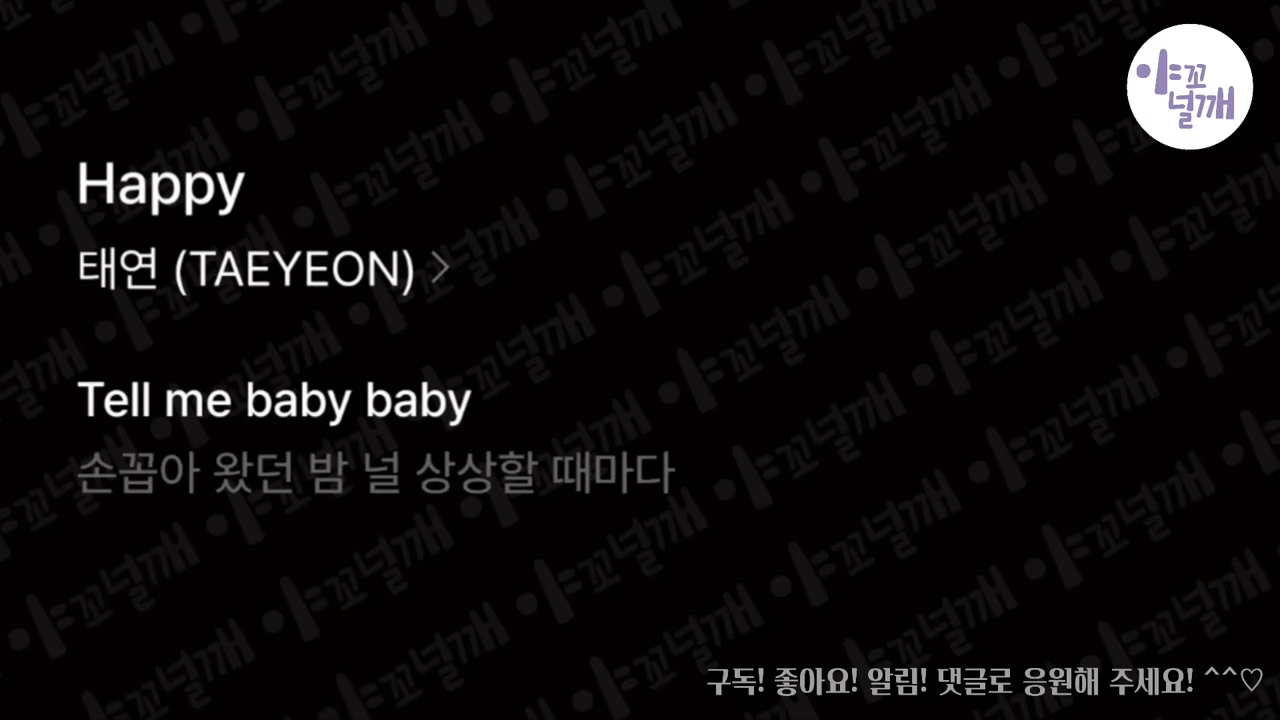 야꼬
널깨
Happy
태연 (TAEYEON) >
Tell me baby baby
손꼽아 왔던 밤 널 상상할 때마다
구독! 좋아요! 알림! 댓글로 응원해 주세요! ^^♡